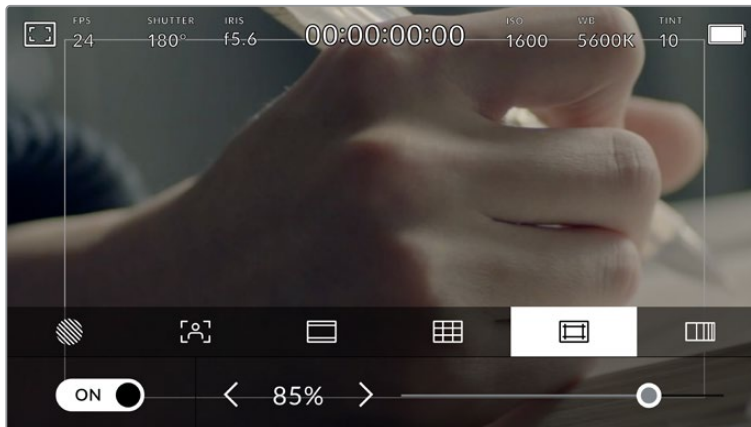 FPS SHUTTER IRIS ISO WB TINT
24 180° f5.6 00:00:00:00 1600 5600K 10
ON 85%